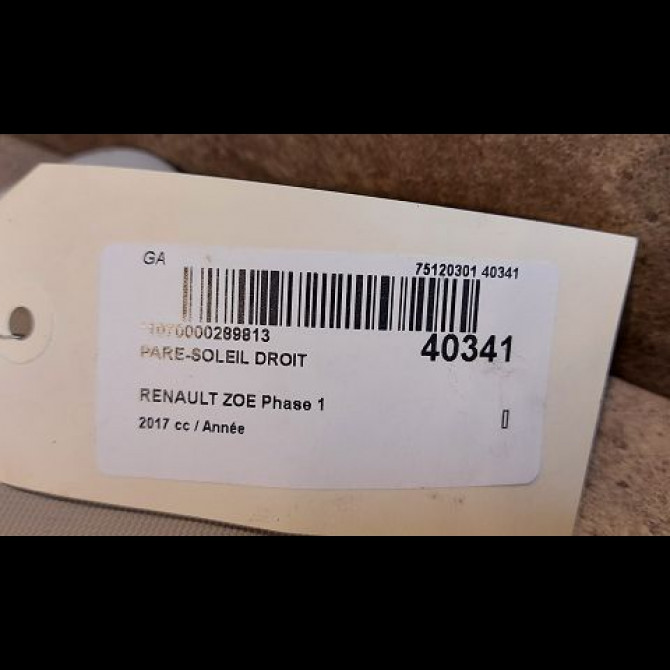 GA
75120301 40341
40341
PARE-SOLEIL DROIT
RENAULT ZOE Phase 1
2017 cc / Année